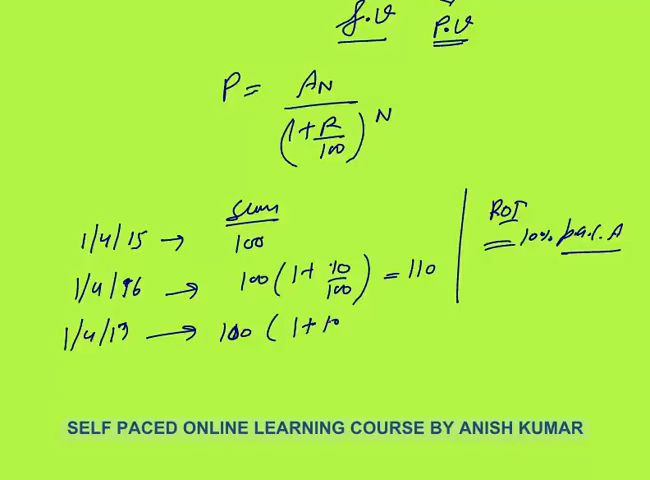 f.v P.V
P = AN / (1 + R/100)^N
Sum
ROI
1/4/15 → 100
= 10% p.a.C.A
1/4/96 → 100 (1 + 10/100) = 110
1/4/17 → 100 ( 1 + 10
SELF PACED ONLINE LEARNING COURSE BY ANISH KUMAR